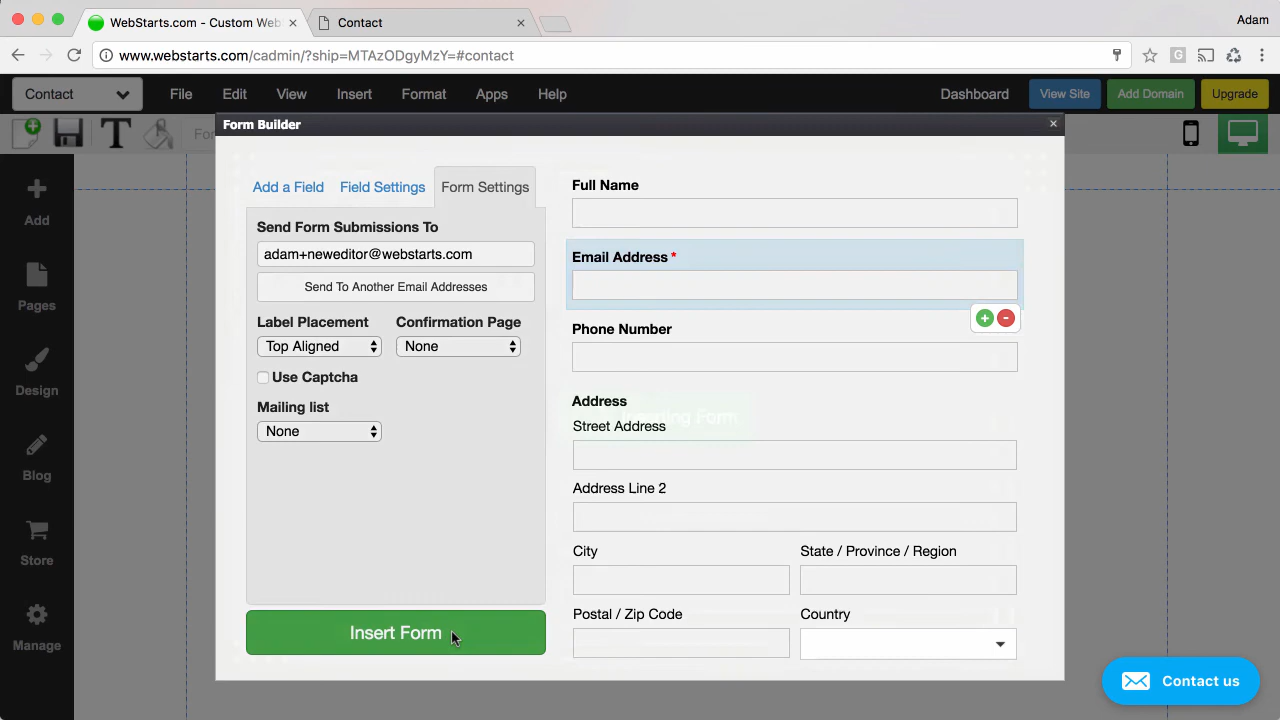 WebStarts.com - Custom Web
Contact
Adam
www.webstarts.com/cadmin/?ship=MTAzODgyMzY=#contact
Contact
File
Edit
View
Insert
Format
Apps
Help
Dashboard
View Site
Add Domain
Upgrade
Form Builder
Add
Pages
Design
Blog
Store
Manage
Add a Field
Field Settings
Form Settings
Send Form Submissions To
adam+neweditor@webstarts.com
Send To Another Email Addresses
Label Placement
Confirmation Page
Top Aligned
None
Use Captcha
Mailing list
None
Insert Form
Full Name
Email Address *
Phone Number
Address
Inserting Form
Street Address
Address Line 2
City
State / Province / Region
Postal / Zip Code
Country
Contact us